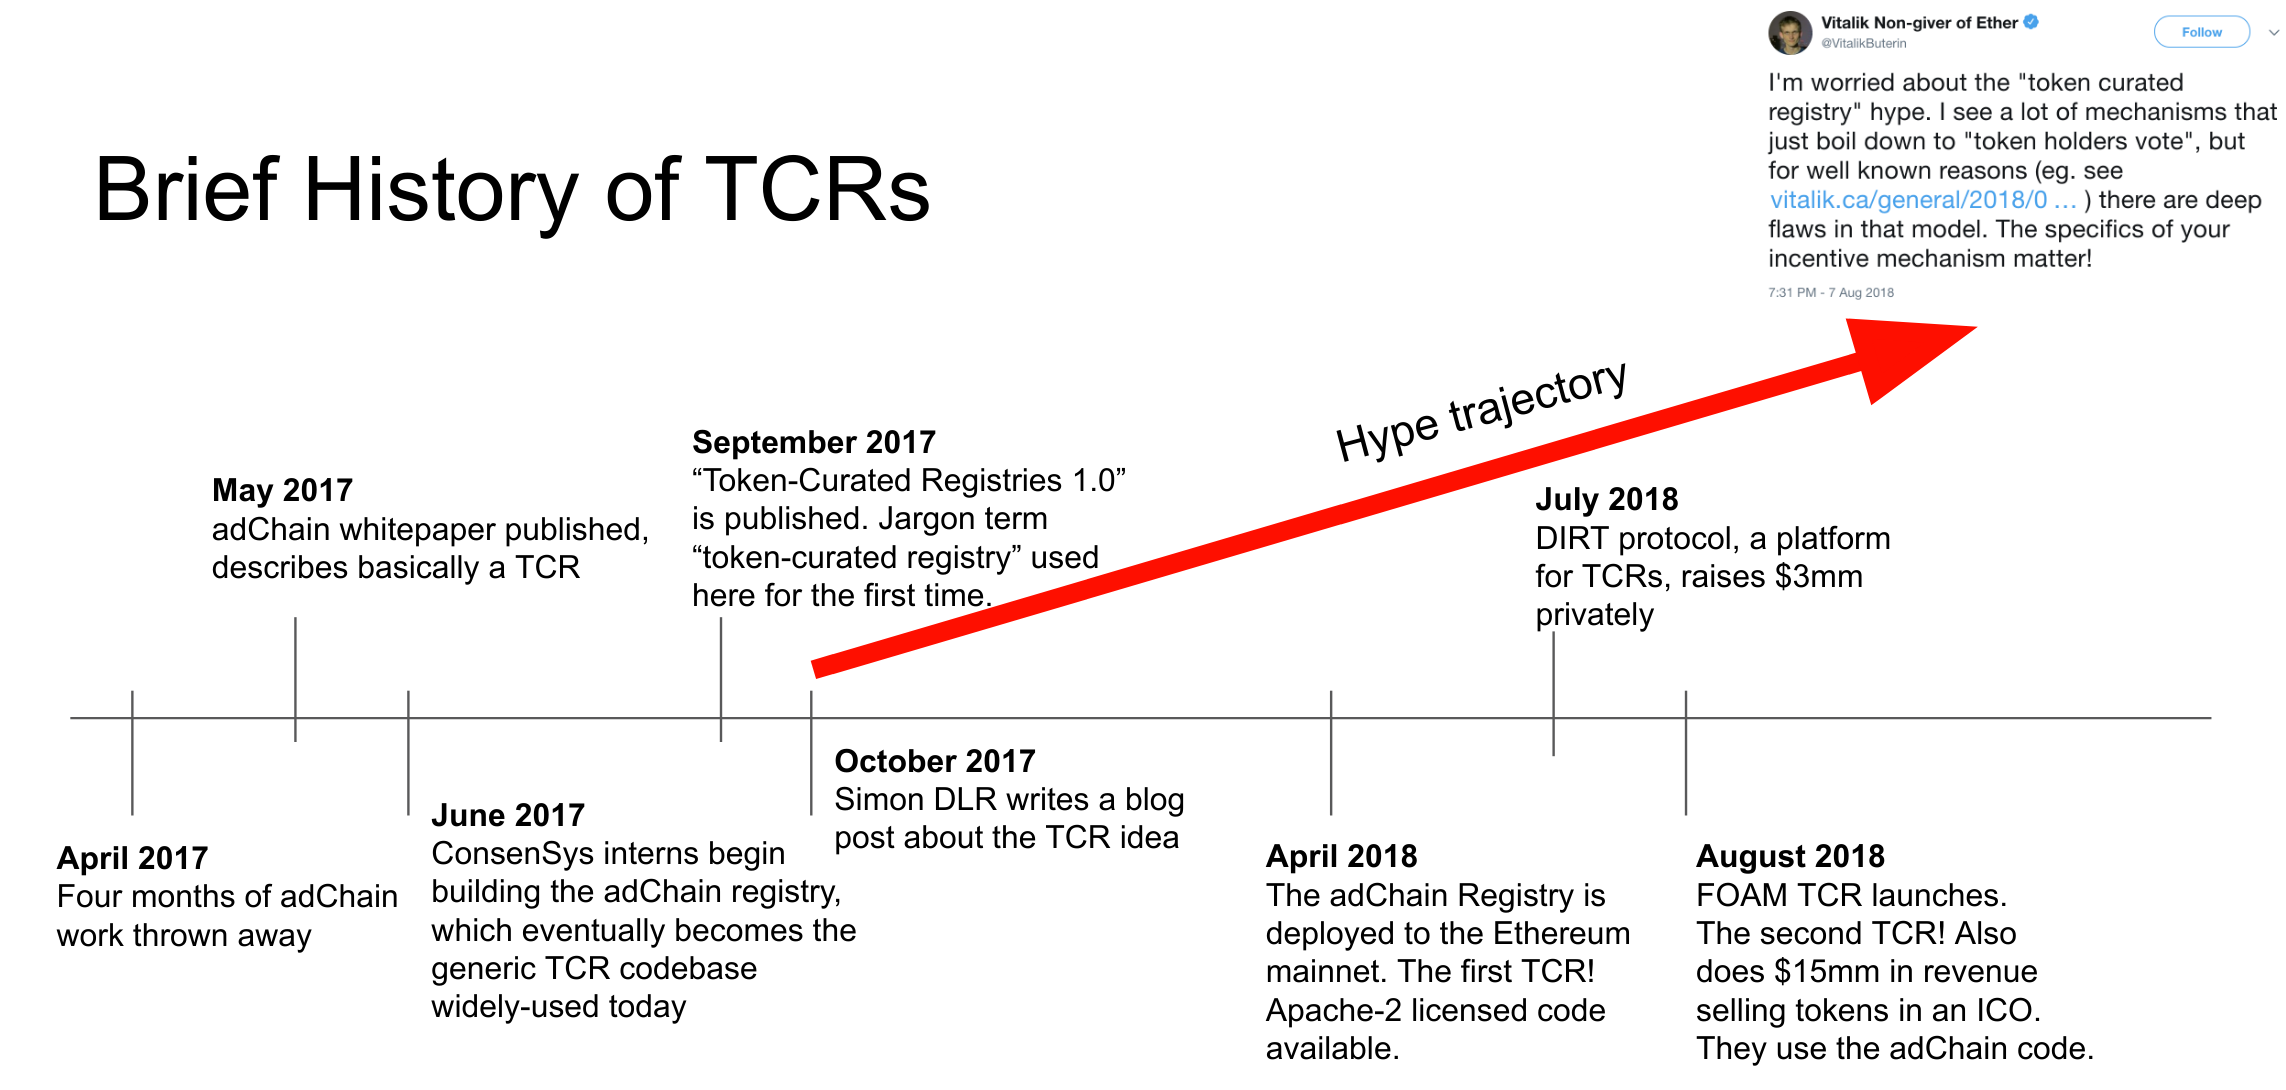 Vitalik Non-giver of Ether
@VitalikButerin
Follow
I'm worried about the "token curated
registry" hype. I see a lot of mechanisms that
just boil down to "token holders vote", but
for well known reasons (eg. see
vitalik.ca/general/2018/0 … ) there are deep
flaws in that model. The specifics of your
incentive mechanism matter!
7:31 PM - 7 Aug 2018
Brief History of TCRs
Hype trajectory
April 2017
Four months of adChain
work thrown away
May 2017
adChain whitepaper published,
describes basically a TCR
June 2017
ConsenSys interns begin
building the adChain registry,
which eventually becomes the
generic TCR codebase
widely-used today
September 2017
“Token-Curated Registries 1.0”
is published. Jargon term
“token-curated registry” used
here for the first time.
October 2017
Simon DLR writes a blog
post about the TCR idea
April 2018
The adChain Registry is
deployed to the Ethereum
mainnet. The first TCR!
Apache-2 licensed code
available.
July 2018
DIRT protocol, a platform
for TCRs, raises $3mm
privately
August 2018
FOAM TCR launches.
The second TCR! Also
does $15mm in revenue
selling tokens in an ICO.
They use the adChain code.